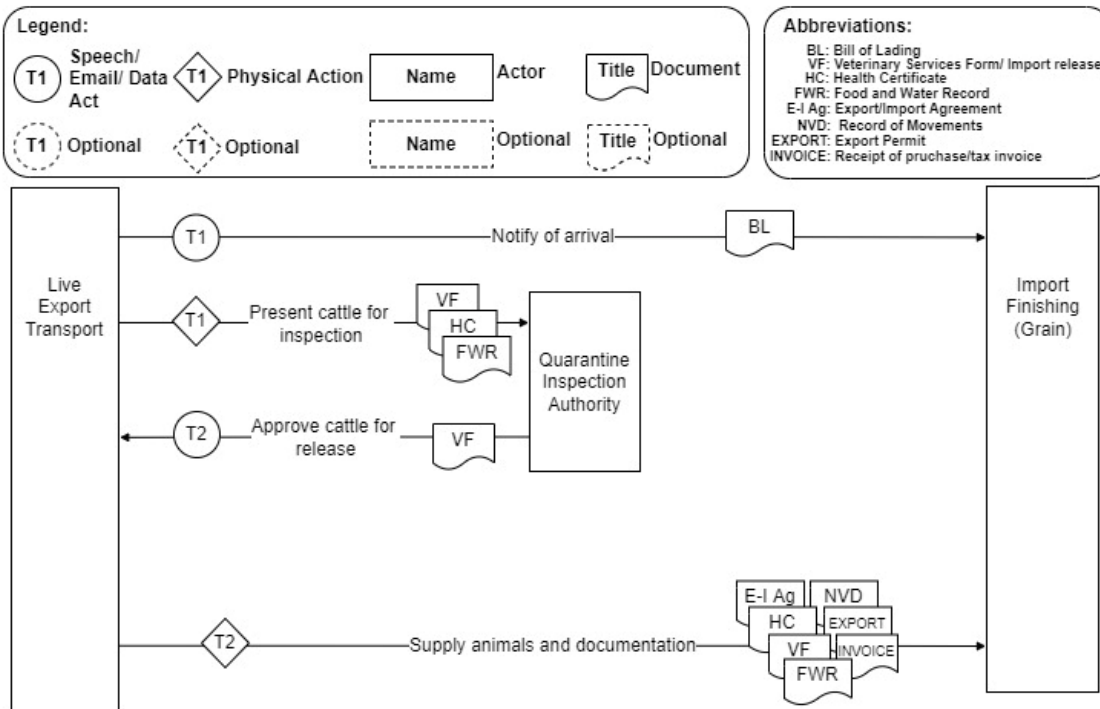 Legend:
T1
Speech/
Email/ Data
Act
T1
Physical Action
Name
Actor
Title
Document
T1
Optional
T1
Optional
Name
Optional
Title
Optional
Abbreviations:
BL: Bill of Lading
VF: Veterinary Services Form/ Import release
HC: Health Certificate
FWR: Food and Water Record
E-I Ag: Export/Import Agreement
NVD: Record of Movements
EXPORT: Export Permit
INVOICE: Receipt of pruchase/tax invoice
Live
Export
Transport
T1
Notify of arrival
BL
Import
Finishing
(Grain)
T1
Present cattle for
inspection
VF
HC
FWR
Quarantine
Inspection
Authority
T2
Approve cattle for
release
VF
T2
Supply animals and documentation
E-I Ag
NVD
HC
EXPORT
VF
INVOICE
FWR